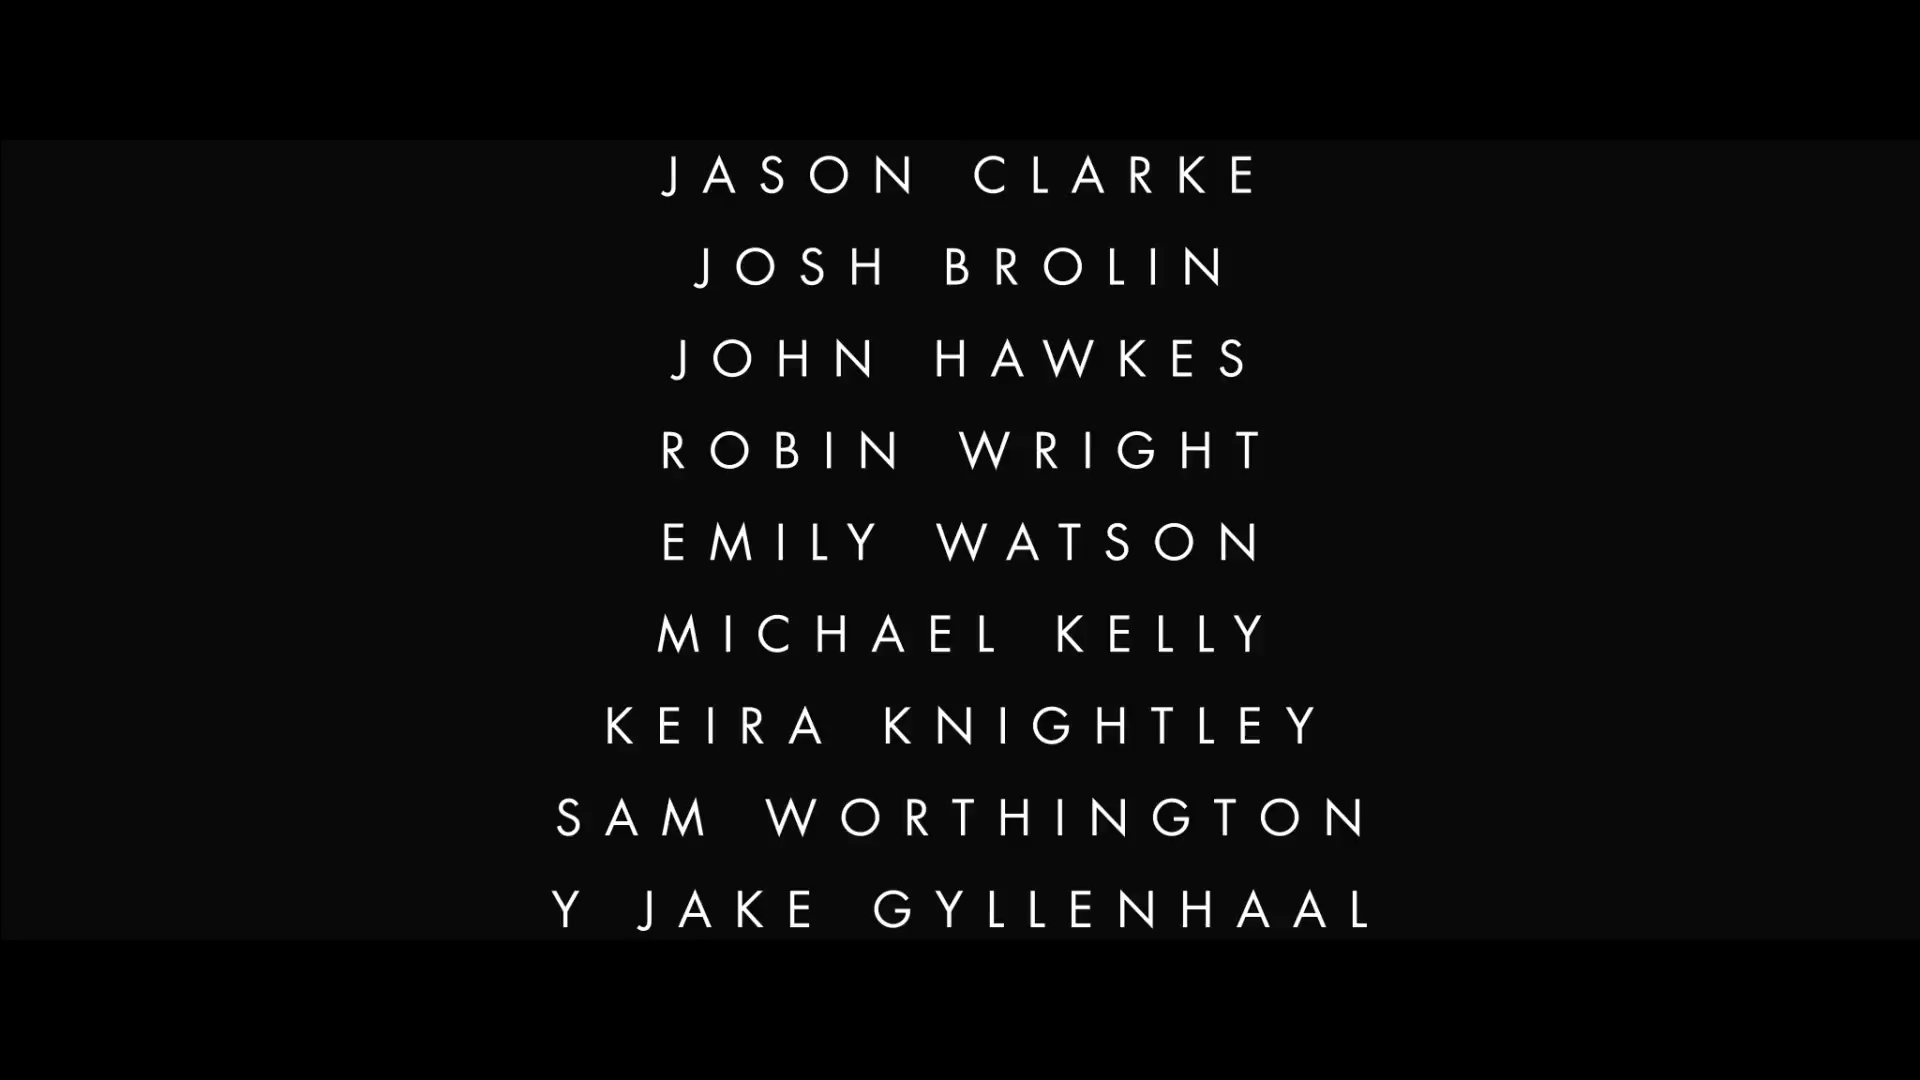 JASON CLARKE
JOSH BROLIN
JOHN HAWKES
ROBIN WRIGHT
EMILY WATSON
MICHAEL KELLY
KEIRA KNIGHTLEY
SAM WORTHINGTON
Y JAKE GYLLENHAAL